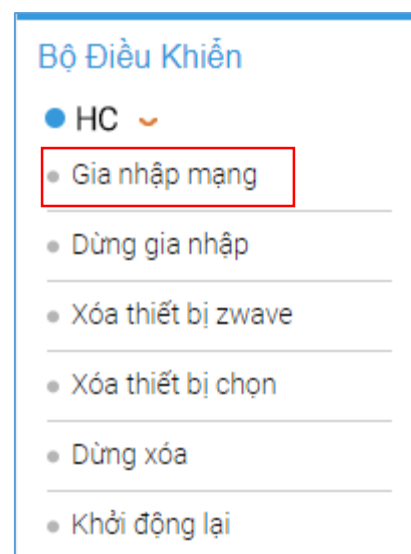 Bộ Điều Khiển
HC
Gia nhập mạng
Dừng gia nhập
Xóa thiết bị zwave
Xóa thiết bị chọn
Dừng xóa
Khởi động lại